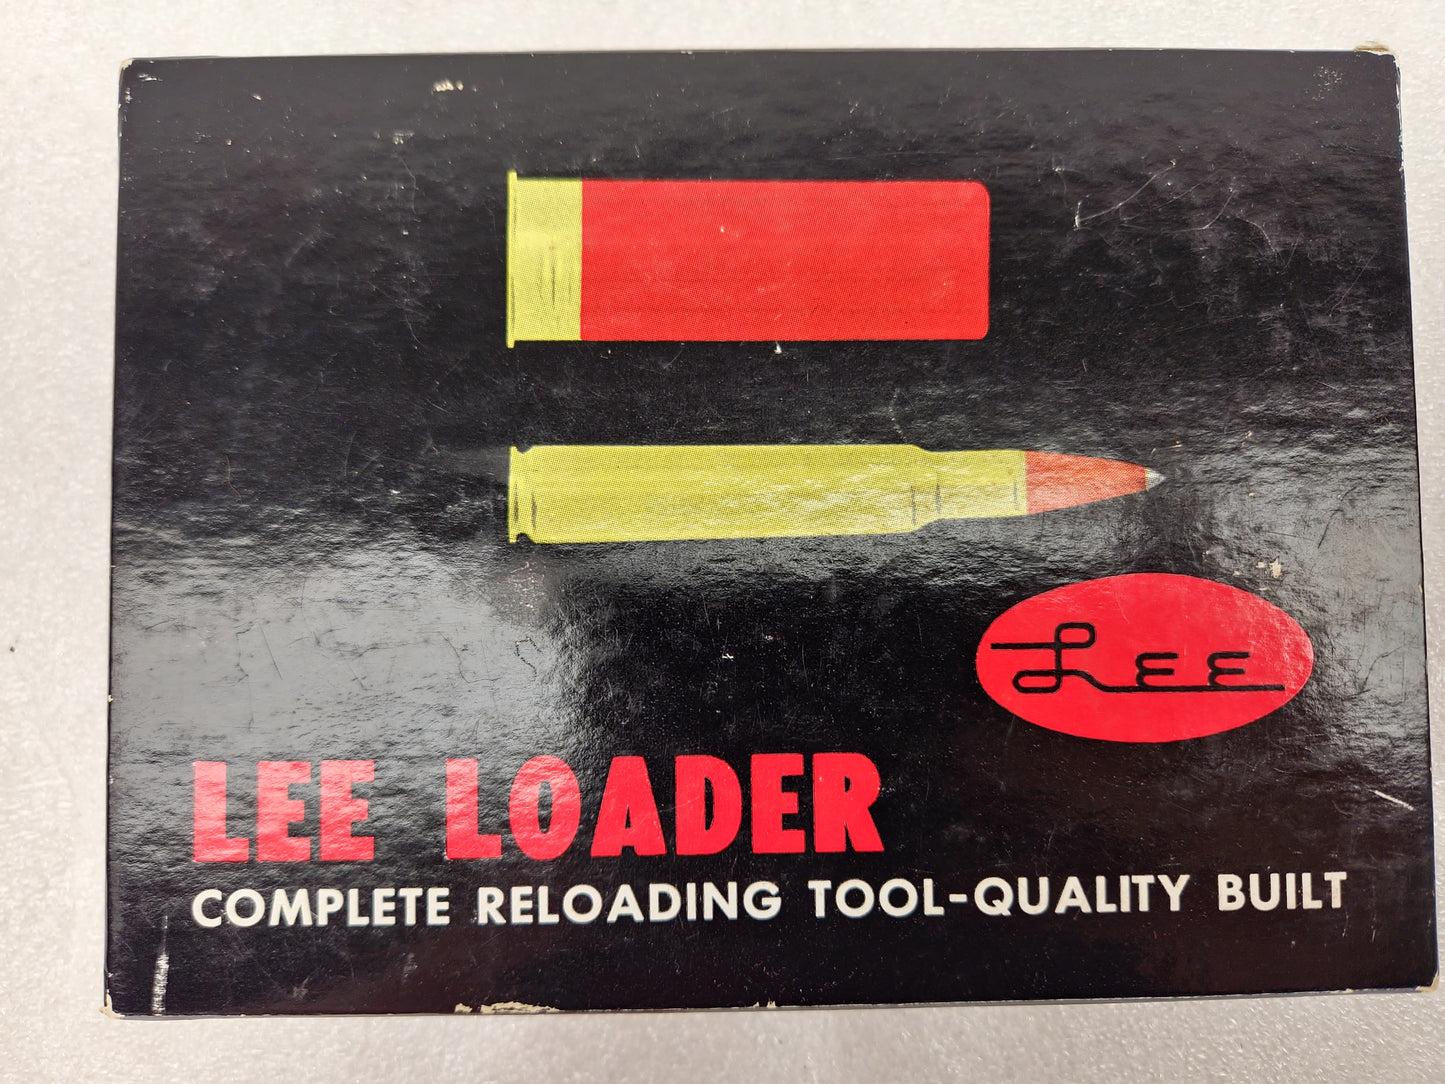 LEE
LEE LOADER
COMPLETE RELOADING TOOL-QUALITY BUILT